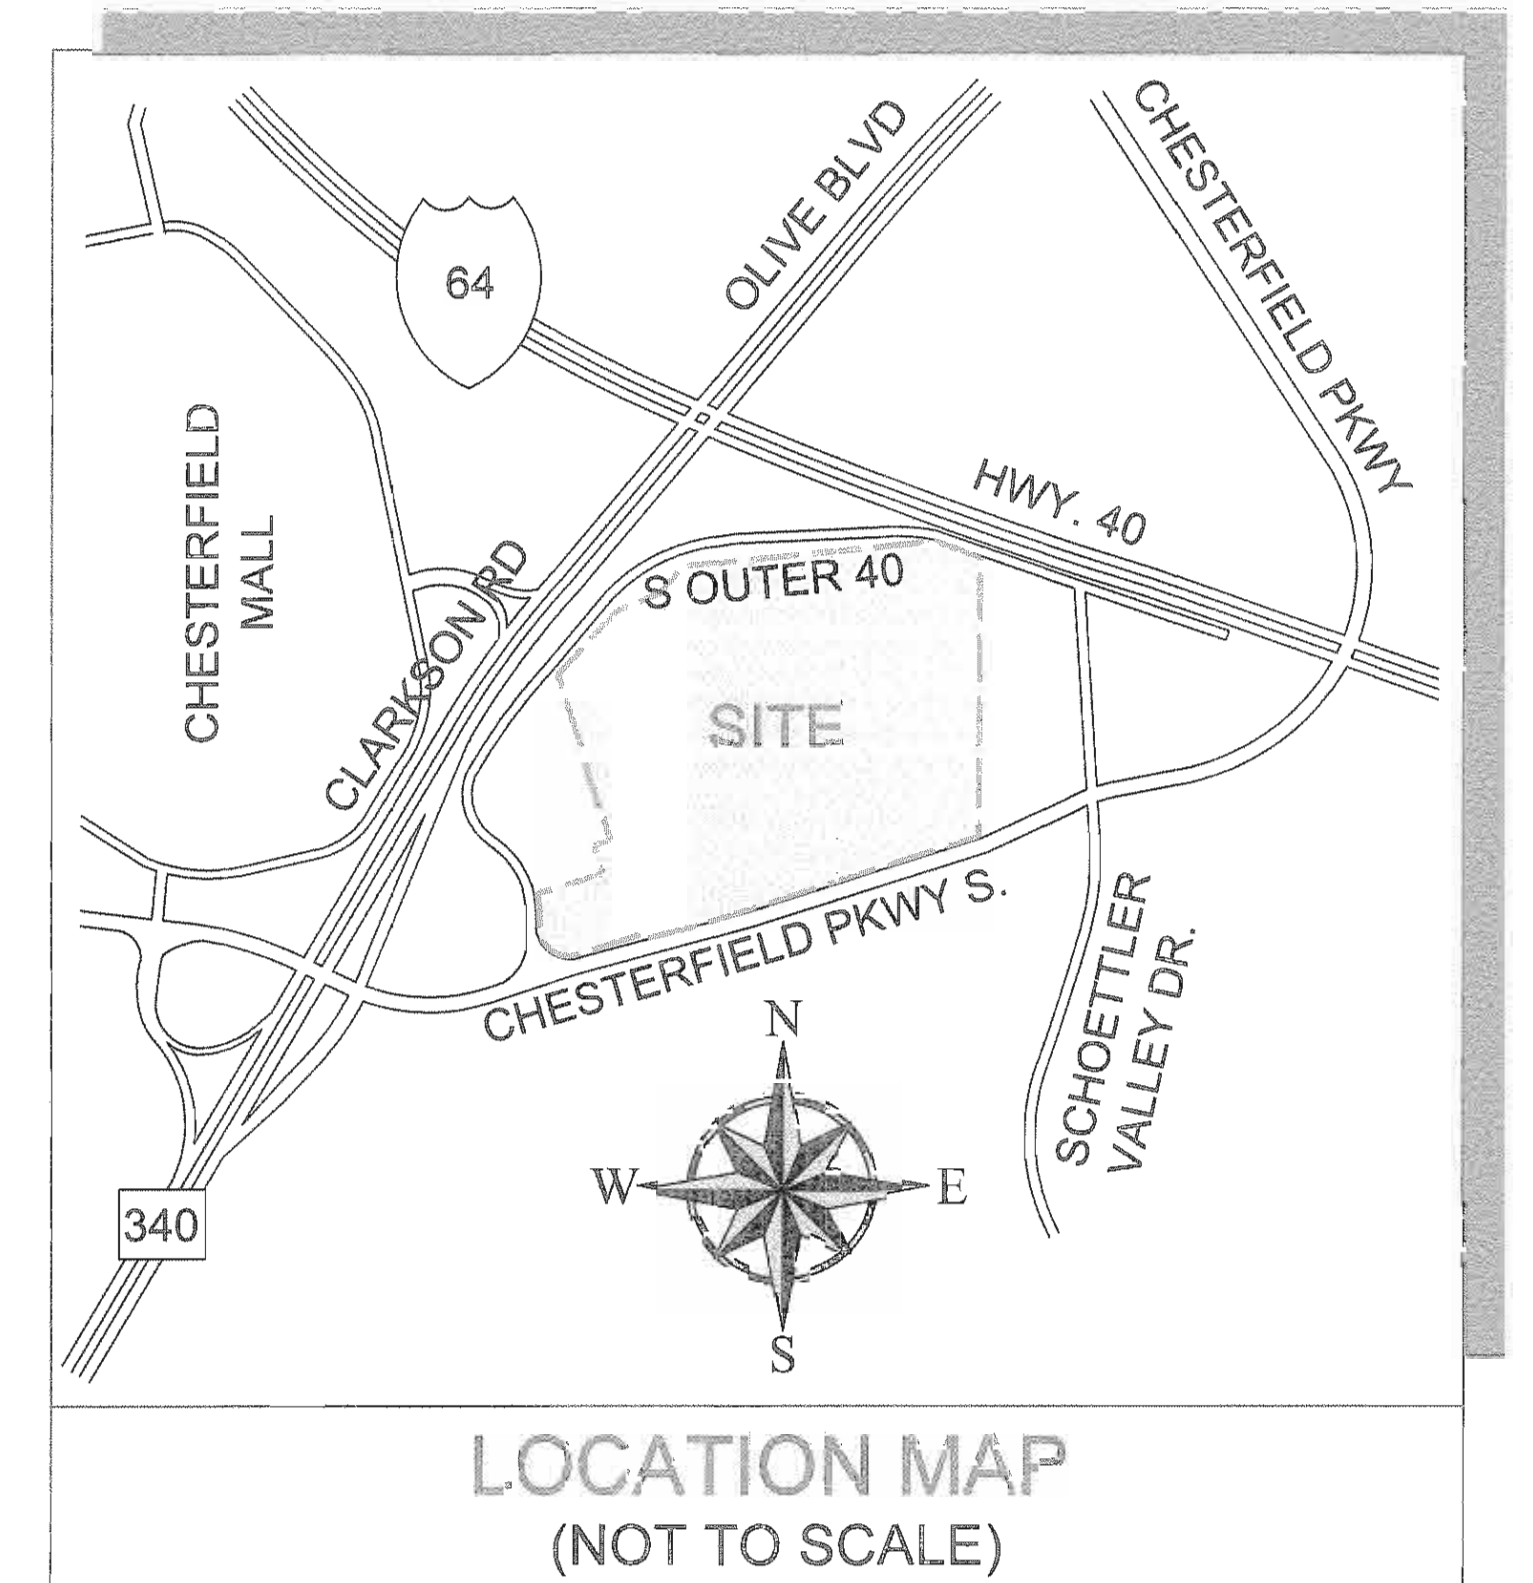 CHESTERFIELD PKWY
OLIVE BLVD
64
HWY. 40
CHESTERFIELD
MALL
CLARKSON RD
S OUTER 40
SITE
CHESTERFIELD PKWY S.
SCHOETTLER
VALLEY DR.
N
W
E
S
340
LOCATION MAP
(NOT TO SCALE)